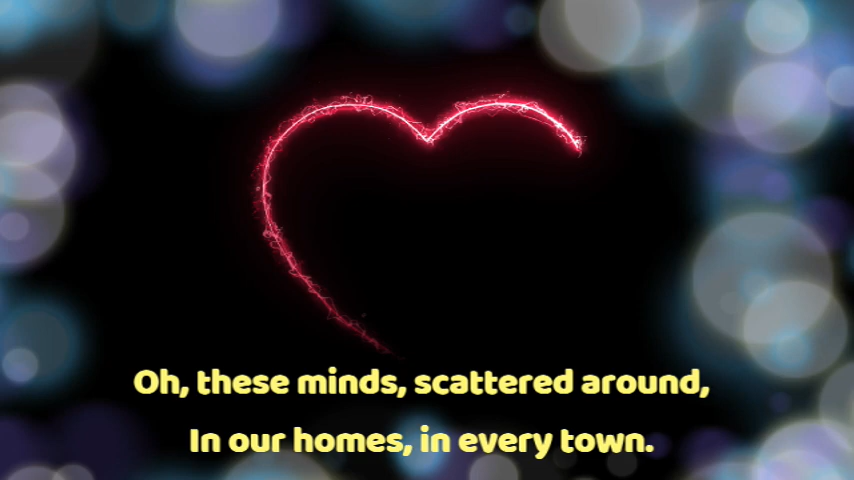 Oh, these minds, scattered around,
In our homes, in every town.